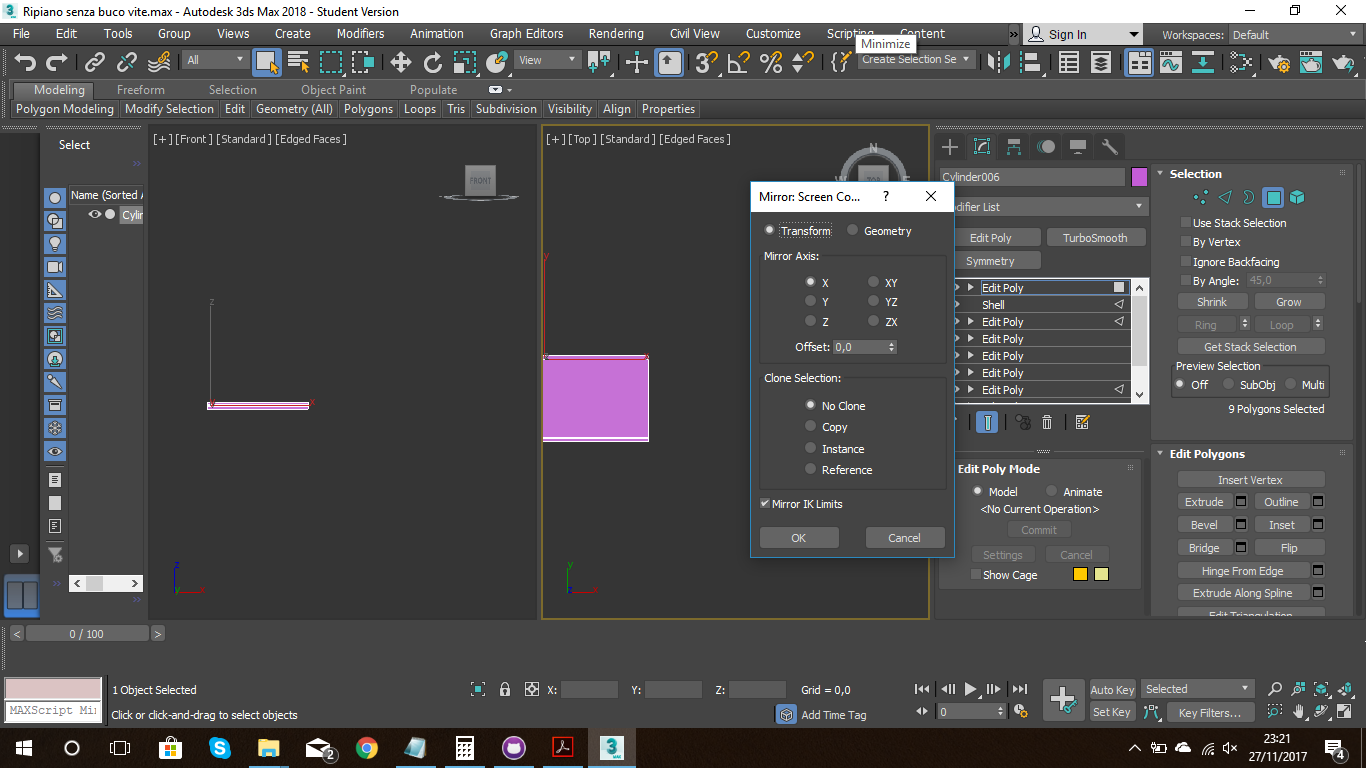 Ripiano senza buco vite.max - Autodesk 3ds Max 2018 - Student Version
File Edit Tools Group Views Create Modifiers Animation Graph Editors Rendering Civil View Customize Scripting Content » Sign In Workspaces: Default
Minimize
All View Create Selection Se
Modeling Freeform Selection Object Paint Populate
Polygon Modeling Modify Selection Edit Geometry (All) Polygons Loops Tris Subdivision Visibility Align Properties
Select
Name (Sorted A
Cylin
[+] [Front] [Standard] [Edged Faces]
FRONT
z
x
z
y
x
[+] [Top] [Standard] [Edged Faces]
N
y
x
y
z
x
Mirror: Screen Co... ?
Transform Geometry
Mirror Axis:
X XY
Y YZ
Z ZX
Offset: 0,0
Clone Selection:
No Clone
Copy
Instance
Reference
Mirror IK Limits
OK Cancel
Cylinder006
difier List
Edit Poly TurboSmooth
Symmetry
Edit Poly
Shell
Edit Poly
Edit Poly
Edit Poly
Edit Poly
Edit Poly
Edit Poly Mode
Model Animate
<No Current Operation>
Commit
Settings Cancel
Show Cage
Selection
Use Stack Selection
By Vertex
Ignore Backfacing
By Angle: 45,0
Shrink Grow
Ring Loop
Get Stack Selection
Preview Selection
Off SubObj Multi
9 Polygons Selected
Edit Polygons
Insert Vertex
Extrude Outline
Bevel Inset
Bridge Flip
Hinge From Edge
Extrude Along Spline
Edit Triangulation
< 0 / 100 >
1 Object Selected X: Y: Z: Grid = 0,0 Auto Key Selected
MAXScript Mi Click or click-and-drag to select objects Add Time Tag 0 Set Key Key Filters...
2
3
MAX
23:21
27/11/2017
4